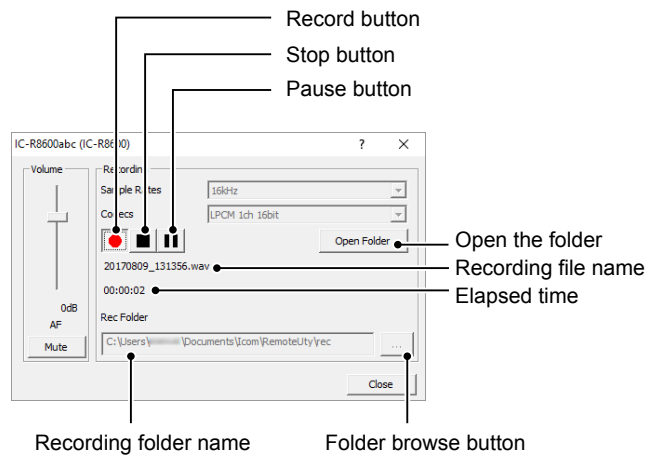 Record button
Stop button
Pause button
IC-R8600abc (IC-R8600) ? ×
Volume
Recording
Sample Rates 16kHz
Codecs LPCM 1ch 16bit
Open Folder
Open the folder
20170809_131356.wav
Recording file name
00:00:02
Elapsed time
0dB
AF
Mute
Rec Folder
C:\Users\ \Documents\Icom\RemoteUty\rec
...
Close
Recording folder name
Folder browse button